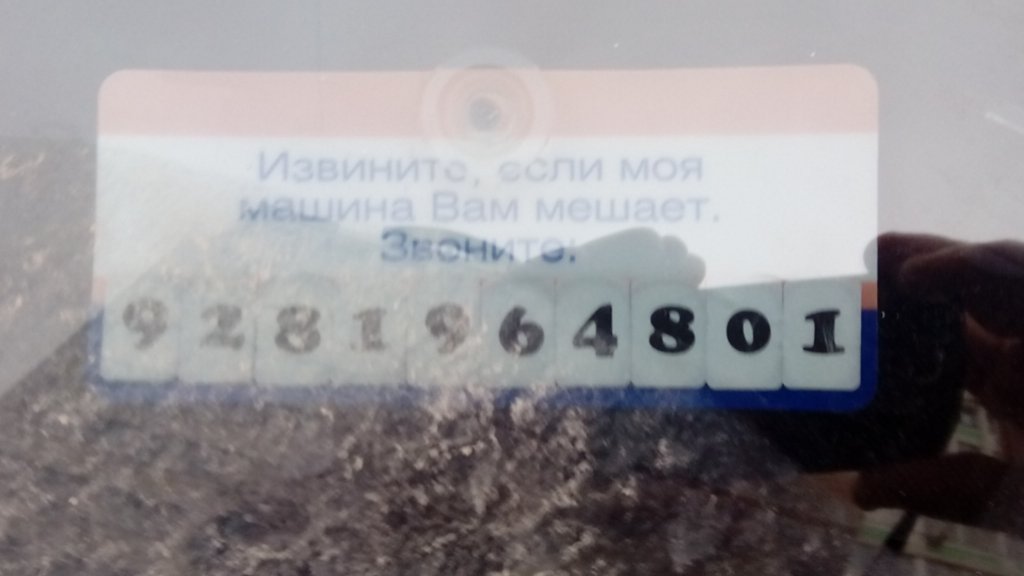 Извините, если моя
машина Вам мешает.
Звоните:
9281964801